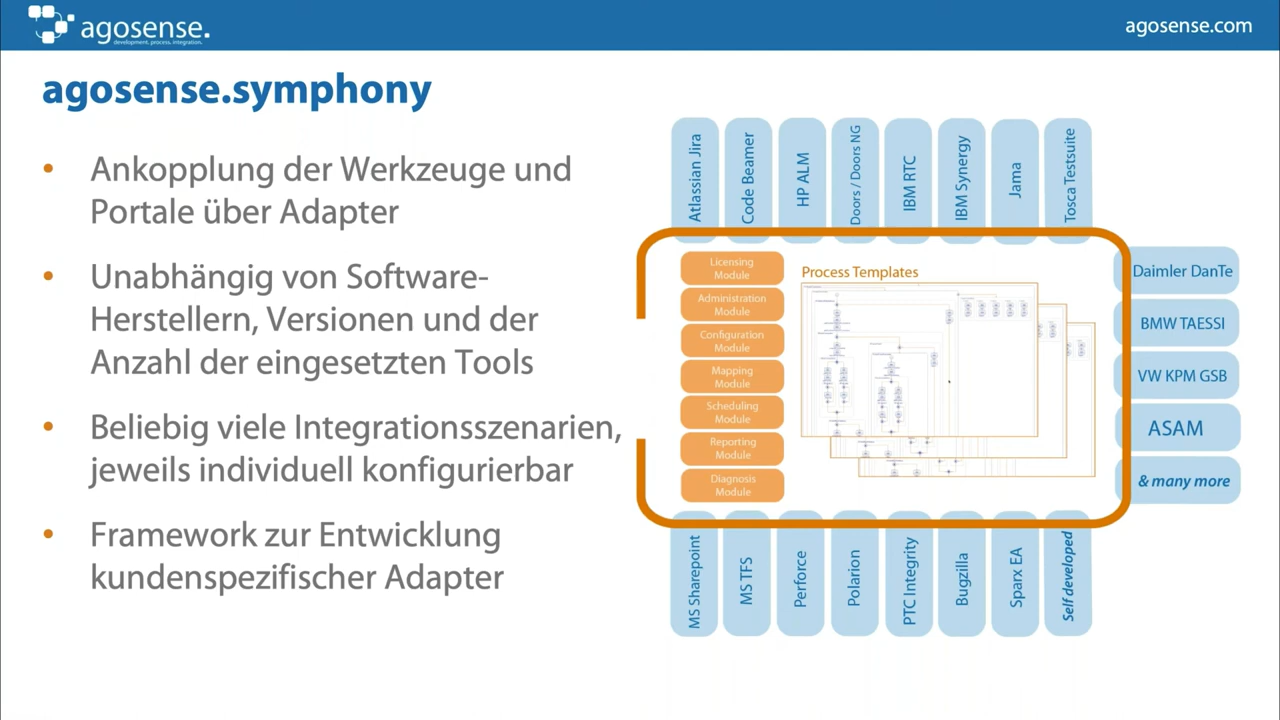 agosense.
development. process. integration.
agosense.com
agosense.symphony
• Ankopplung der Werkzeuge und
Portale über Adapter
• Unabhängig von Software-
Herstellern, Versionen und der
Anzahl der eingesetzten Tools
• Beliebig viele Integrationsszenarien,
jeweils individuell konfigurierbar
• Framework zur Entwicklung
kundenspezifischer Adapter
Atlassian Jira
Code Beamer
HP ALM
Doors / Doors NG
IBM RTC
IBM Synergy
Jama
Tosca Testsuite
Licensing
Module
Administration
Module
Configuration
Module
Mapping
Module
Scheduling
Module
Reporting
Module
Diagnosis
Module
Process Templates
Daimler DanTe
BMW TAESSI
VW KPM GSB
ASAM
& many more
MS Sharepoint
MS TFS
Perforce
Polarion
PTC Integrity
Bugzilla
Sparx EA
Self developed